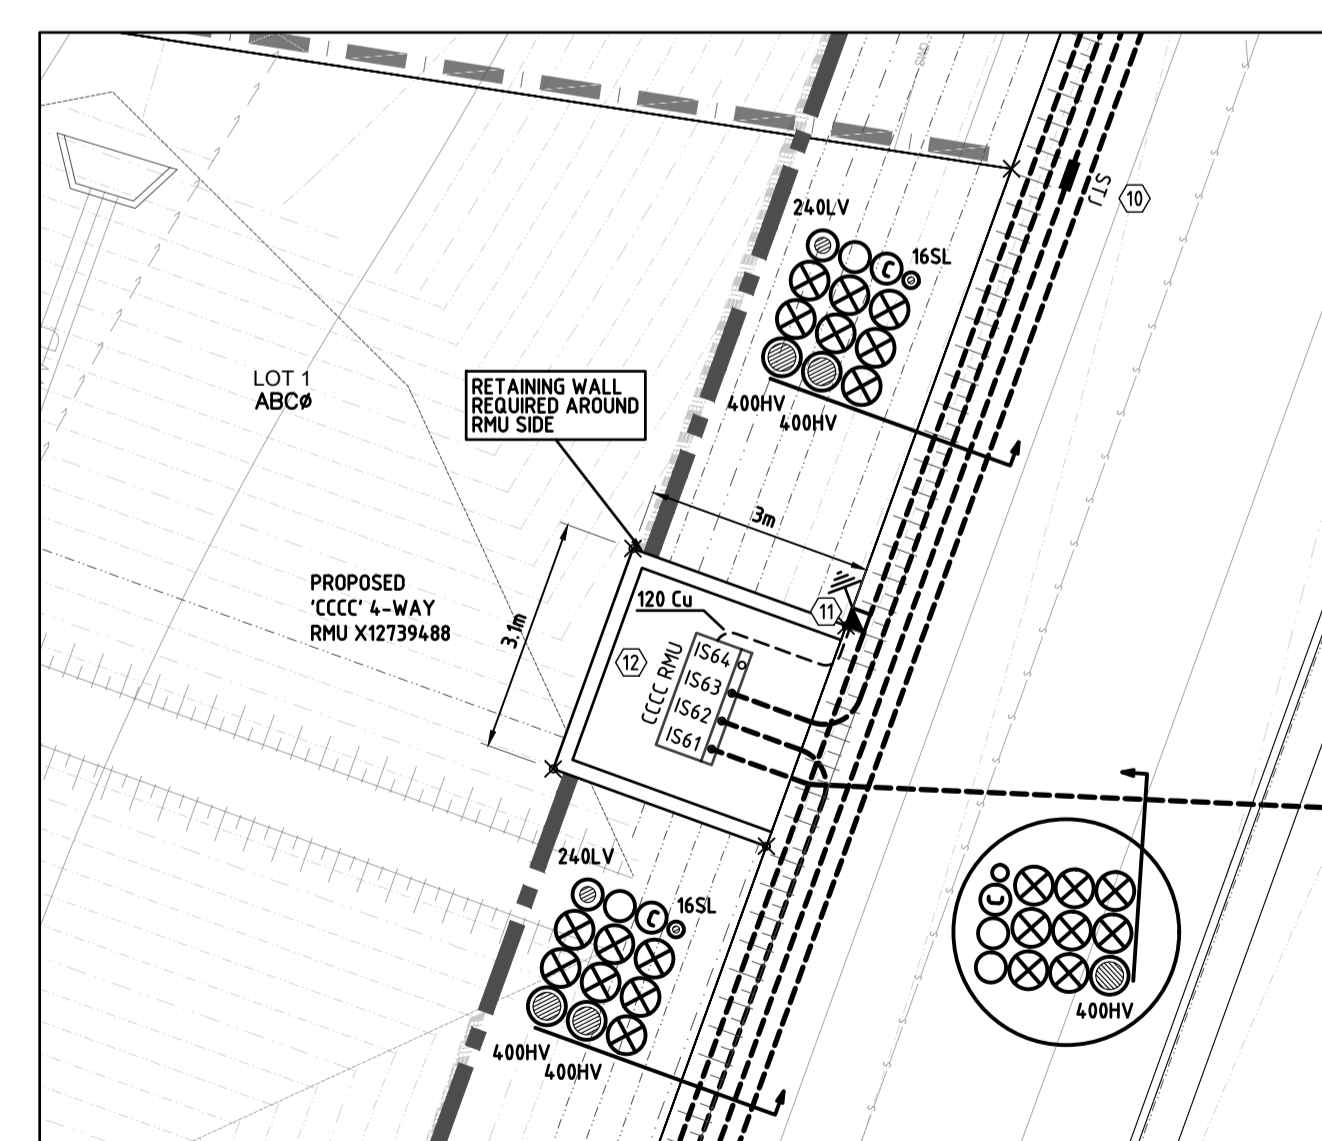 STJ
10
240LV
16SL
C
LOT 1
ABCø
RETAINING WALL
REQUIRED AROUND
RMU SIDE
400HV
400HV
3m
PROPOSED
'CCCC' 4-WAY
RMU X12739488
3.1m
120 Cu
11
12
CCCC RMU
IS64
IS63
IS62
IS61
240LV
16SL
C
400HV
400HV
C
400HV
S
S
S
S
S
S
S
S
S
S
S
S